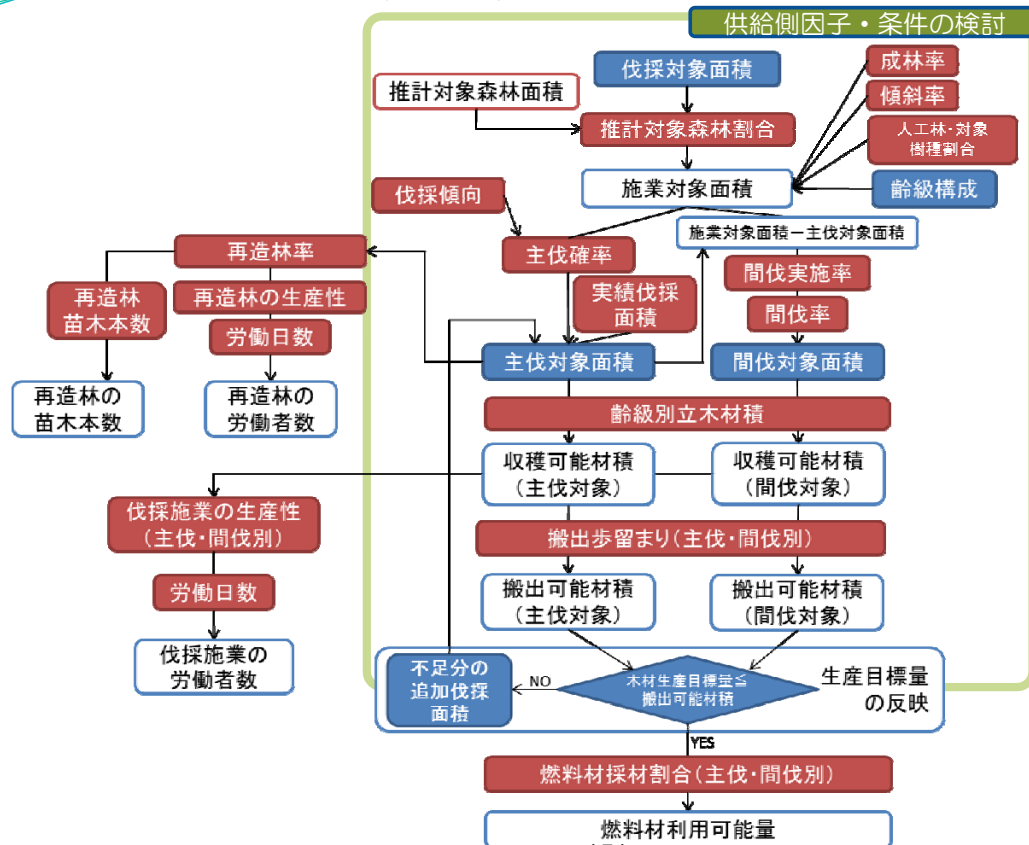 供給側因子・条件の検討
伐採対象面積
成林率
推計対象森林面積
傾斜率
推計対象森林割合
人工林・対象
樹種割合
施業対象面積
齢級構成
伐採傾向
施業対象面積ー主伐対象面積
再造林率
主伐確率
間伐実施率
再造林
苗木本数
再造林の生産性
実績伐採
面積
間伐率
労働日数
主伐対象面積
間伐対象面積
再造林の
苗木本数
再造林の
労働者数
齢級別立木材積
収穫可能材積
(主伐対象)
収穫可能材積
(間伐対象)
伐採施業の生産性
(主伐・間伐別)
搬出歩留まり(主伐・間伐別)
労働日数
搬出可能材積
(主伐対象)
搬出可能材積
(間伐対象)
伐採施業の
労働者数
不足分の
追加伐採
面積
NO
木材生産目標量≦
搬出可能材積
生産目標量
の反映
YES
燃料材採材割合(主伐・間伐別)
燃料材利用可能量